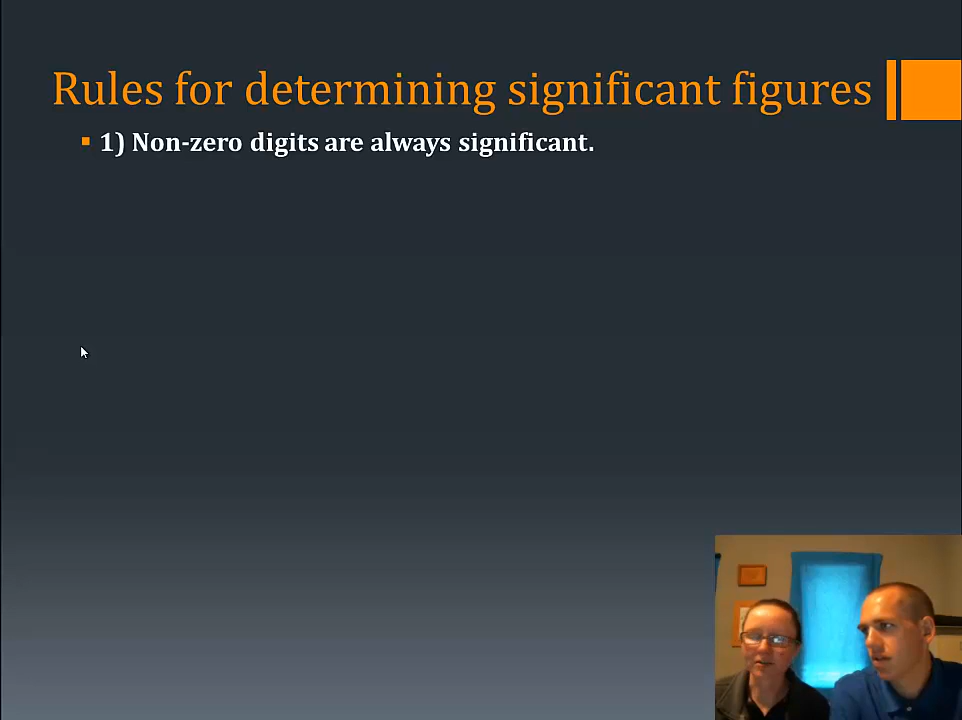 Rules for determining significant figures
1) Non-zero digits are always significant.